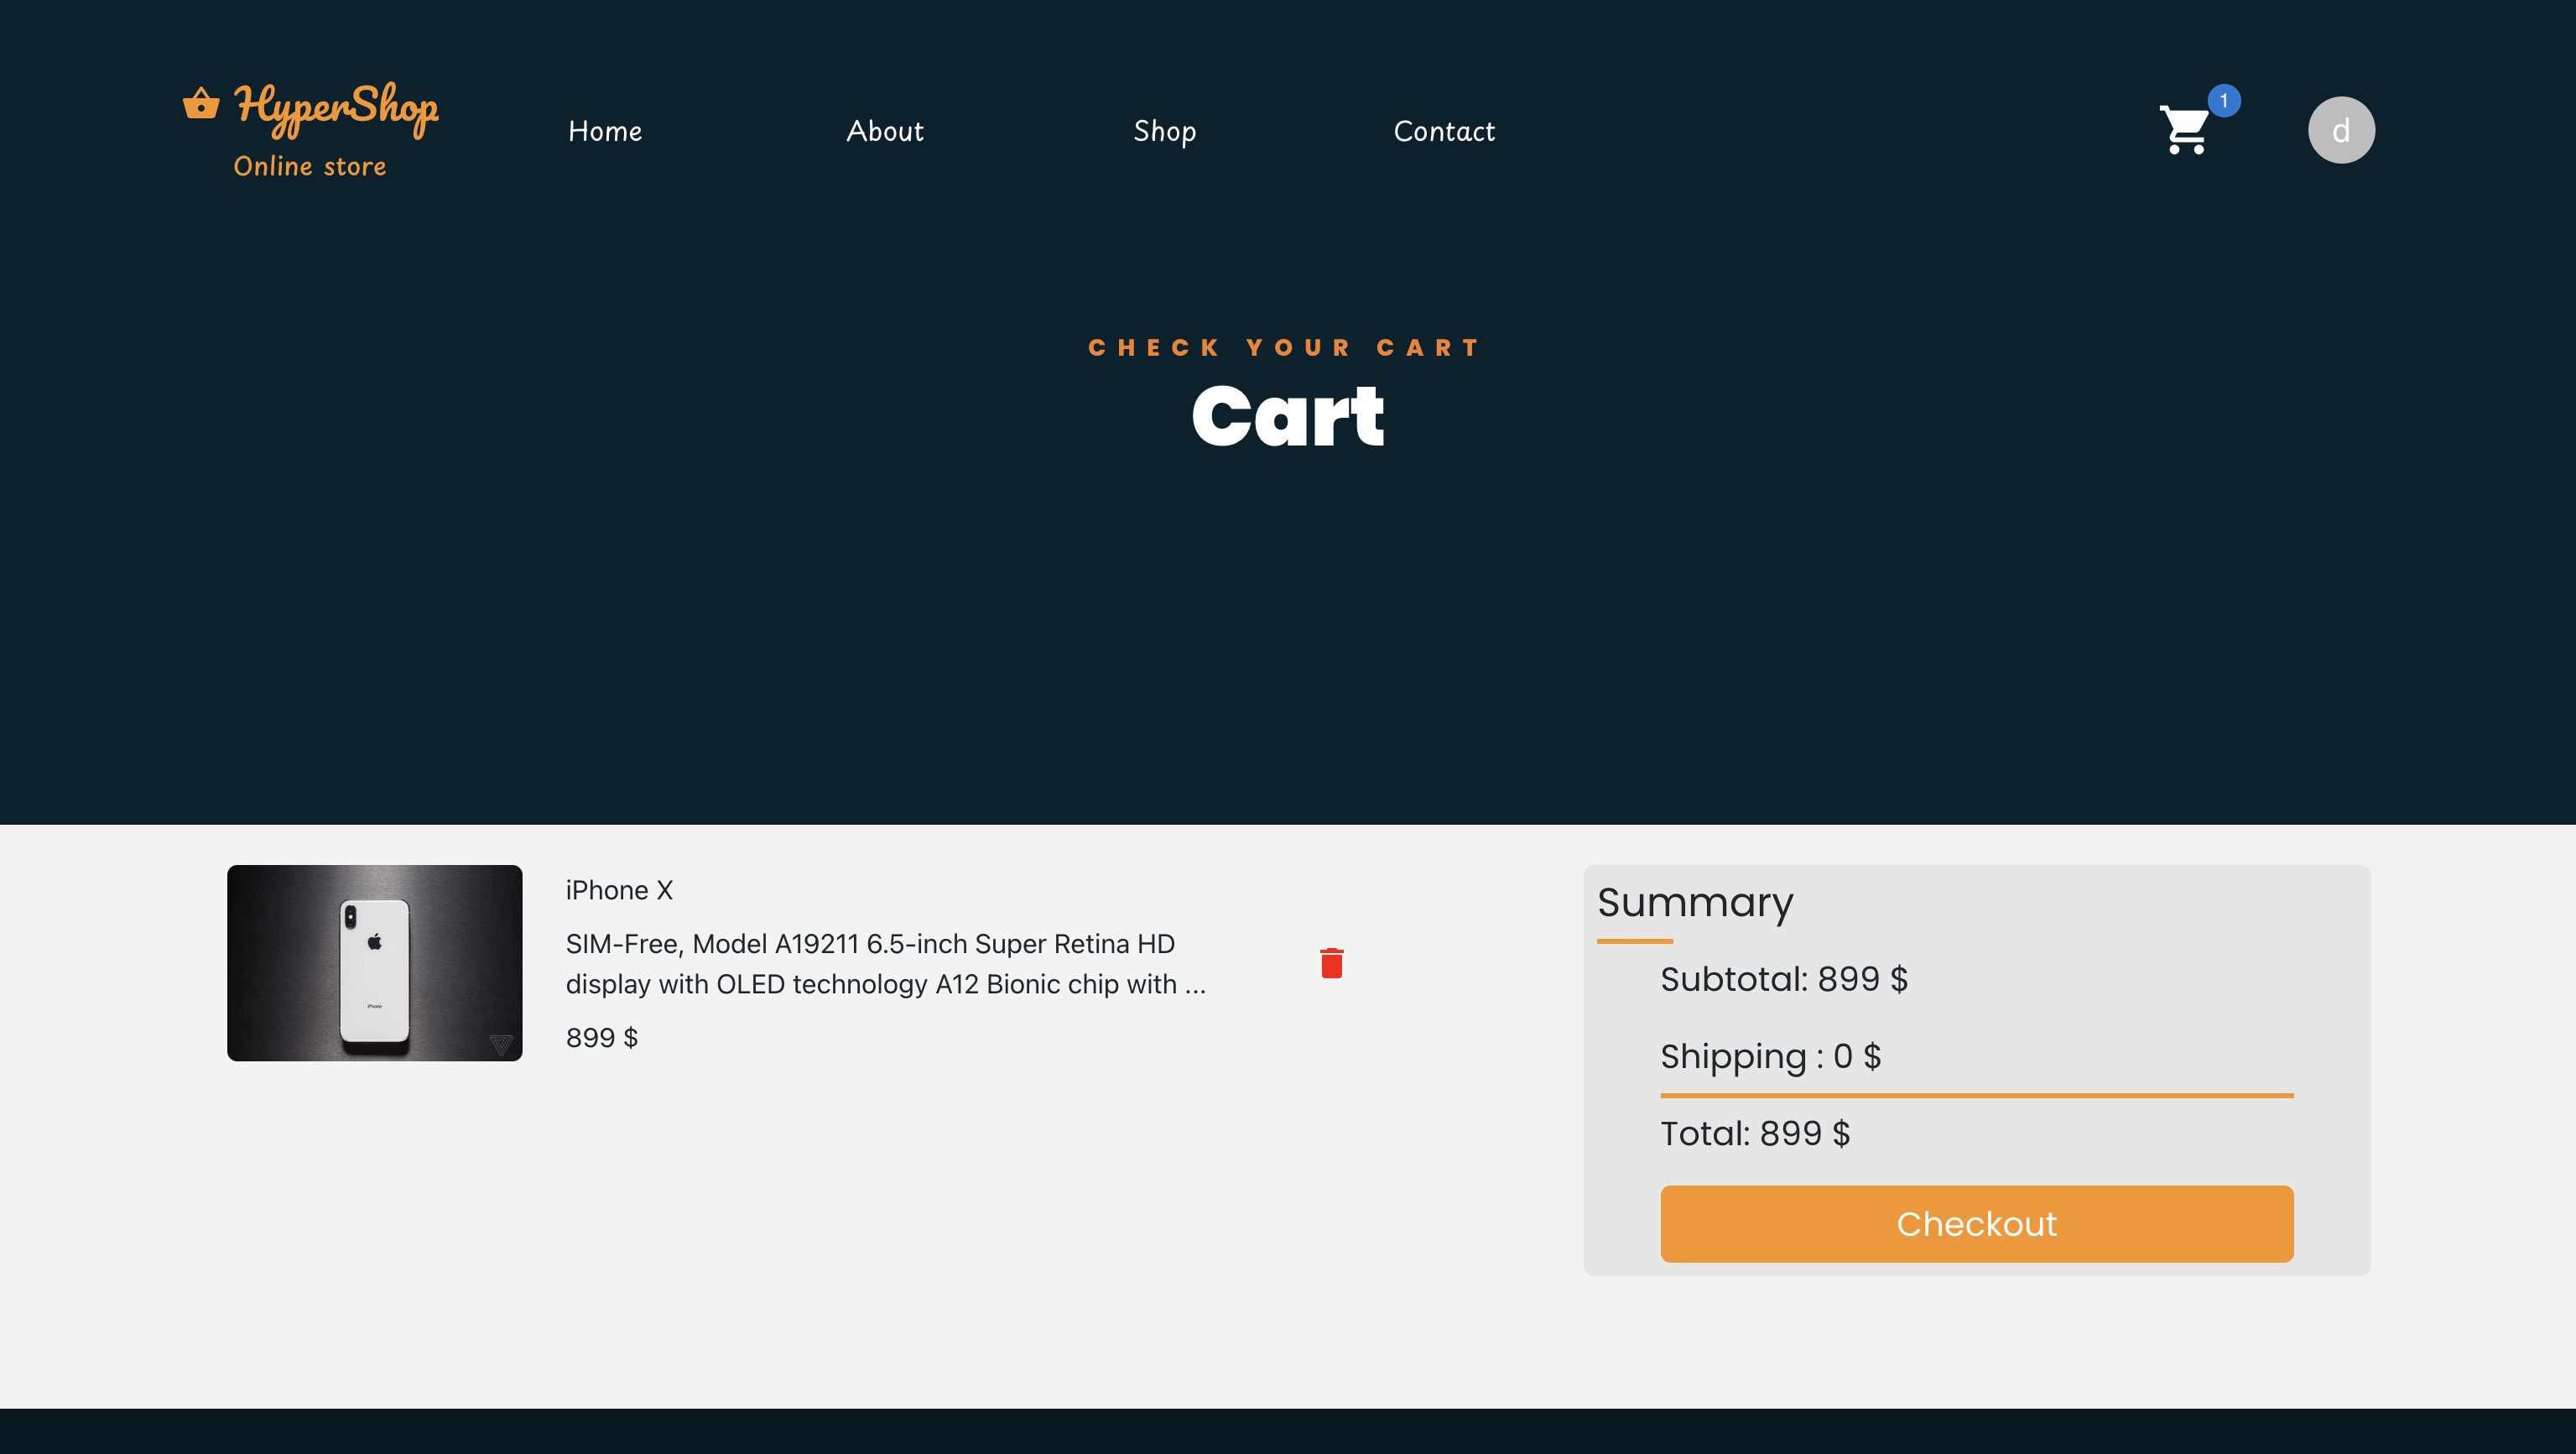 HyperShop
Online store
Home
About
Shop
Contact
1
d
CHECK YOUR CART
Cart
iPhone X
SIM-Free, Model A19211 6.5-inch Super Retina HD
display with OLED technology A12 Bionic chip with ...
899 $
iPhone
Summary
Subtotal: 899 $
Shipping : 0 $
Total: 899 $
Checkout